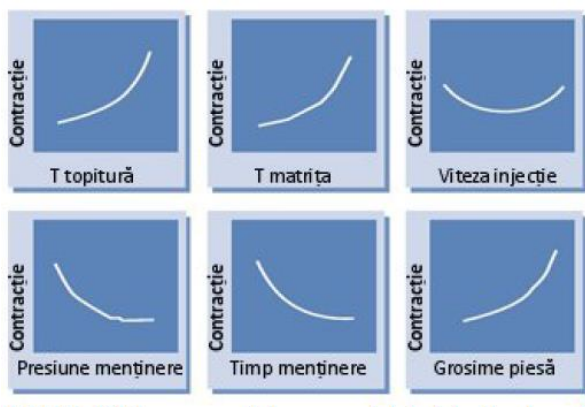 Contracție
T topitură
Contracție
T matrița
Contracție
Viteza injecție
Contracție
Presiune menținere
Contracție
Timp menținere
Contracție
Grosime piesă